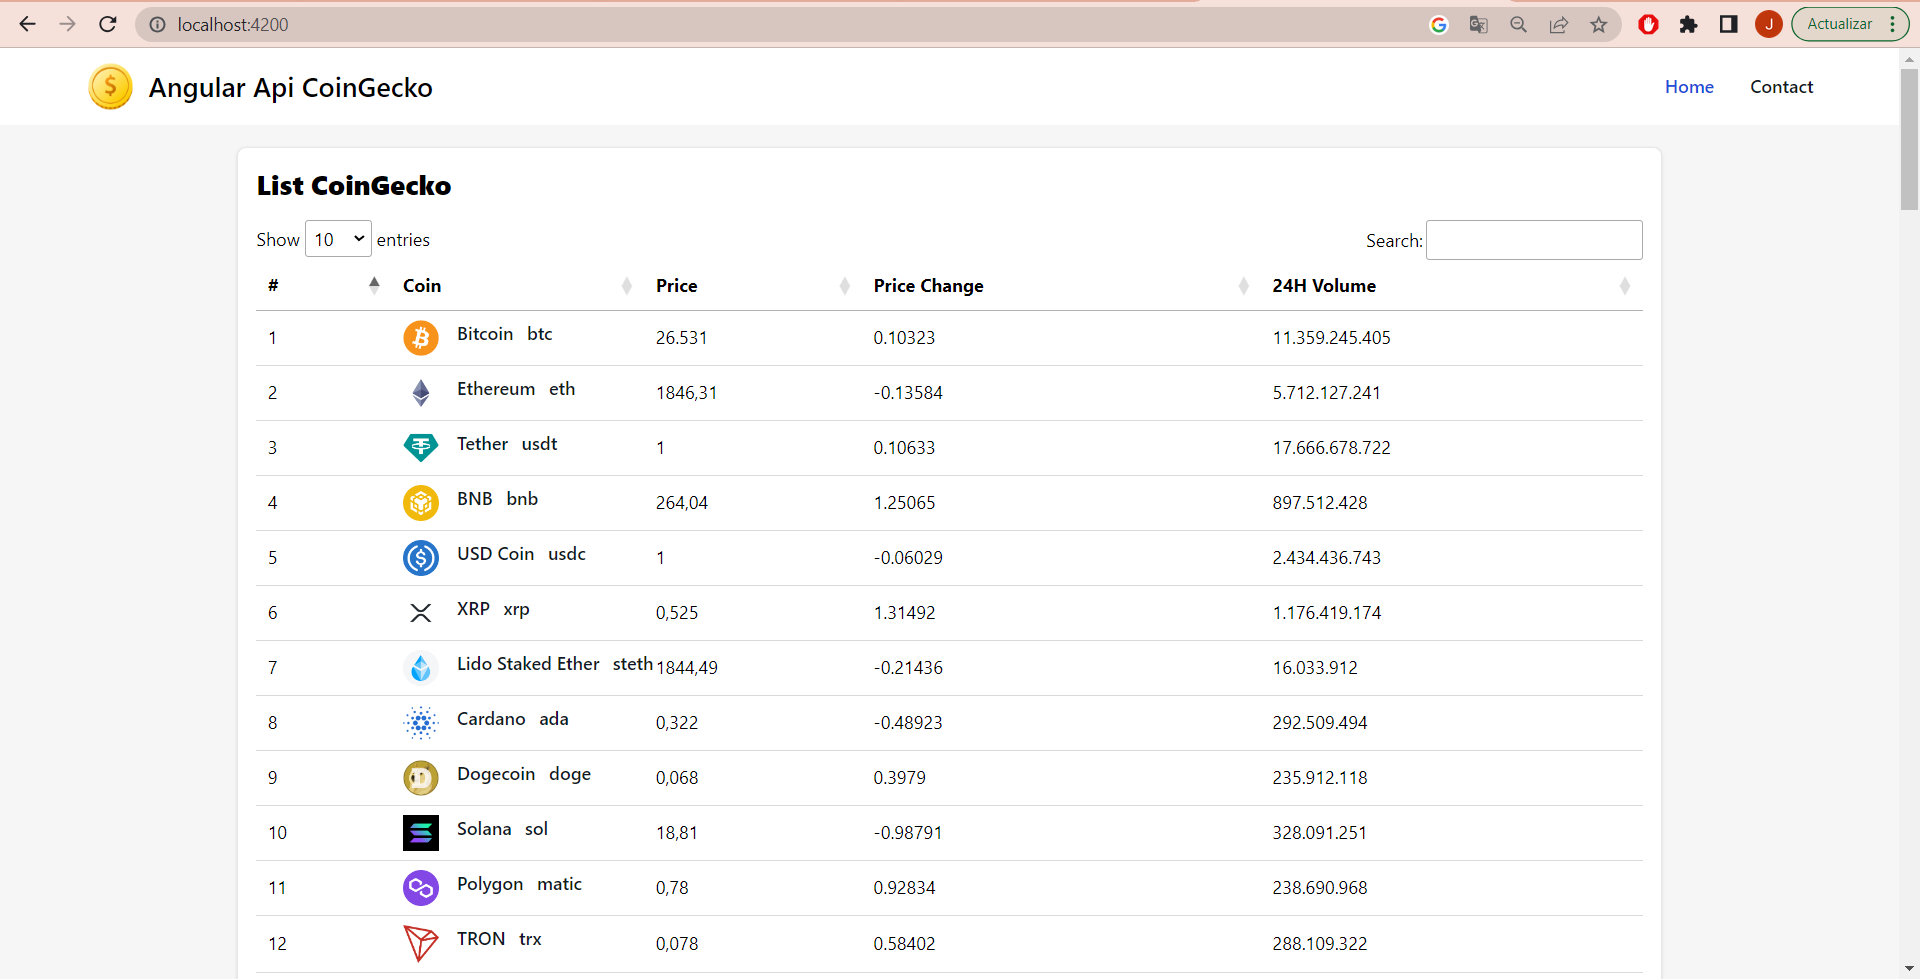 localhost:4200
J
Actualizar
Angular Api CoinGecko
Home Contact
List CoinGecko
Show 10 entries
Search:
# Coin Price Price Change 24H Volume
1 Bitcoin btc 26.531 0.10323 11.359.245.405
2 Ethereum eth 1846,31 -0.13584 5.712.127.241
3 Tether usdt 1 0.10633 17.666.678.722
4 BNB bnb 264,04 1.25065 897.512.428
5 USD Coin usdc 1 -0.06029 2.434.436.743
6 XRP xrp 0,525 1.31492 1.176.419.174
7 Lido Staked Ether steth 1844,49 -0.21436 16.033.912
8 Cardano ada 0,322 -0.48923 292.509.494
9 Dogecoin doge 0,068 0.3979 235.912.118
10 Solana sol 18,81 -0.98791 328.091.251
11 Polygon matic 0,78 0.92834 238.690.968
12 TRON trx 0,078 0.58402 288.109.322